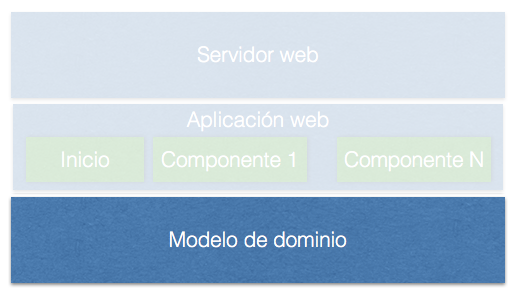 Servidor web
Aplicación web
Inicio
Componente 1
Componente N
Modelo de dominio